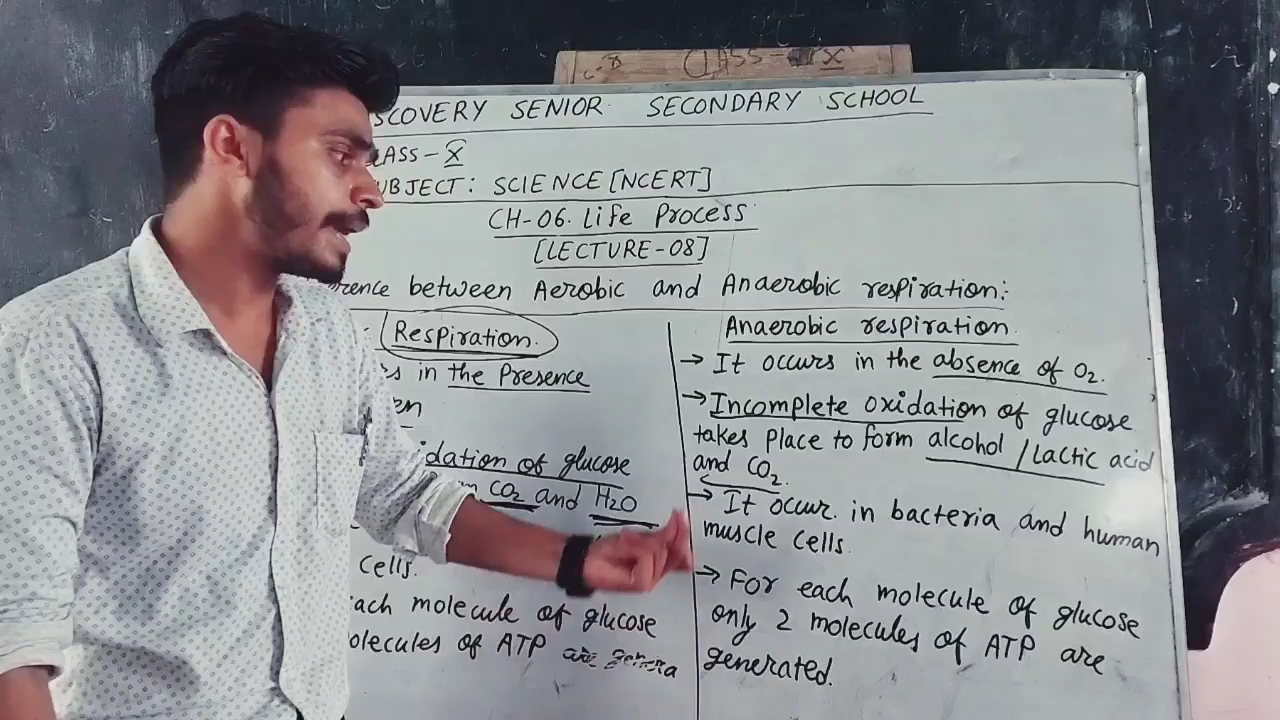 CLASS - X
SCOVERY SENIOR SECONDARY SCHOOL
LASS - X
UBJECT : SCIENCE [NCERT]
CH-06. Life Process
[LECTURE-08]
rence between Aerobic and Anaerobic respiration:
Respiration.
s in the Presence
en
idation of glucose
m CO2 and H2O
Cells.
ach molecule of glucose
olecules of ATP are genera
Anaerobic respiration.
→ It occurs in the absence of O2.
→ Incomplete oxidation of glucose
takes place to form alcohol / Lactic acid
and CO2.
→ It occur in bacteria and human
muscle cells.
→ For each molecule of glucose
only 2 molecules of ATP are
generated.